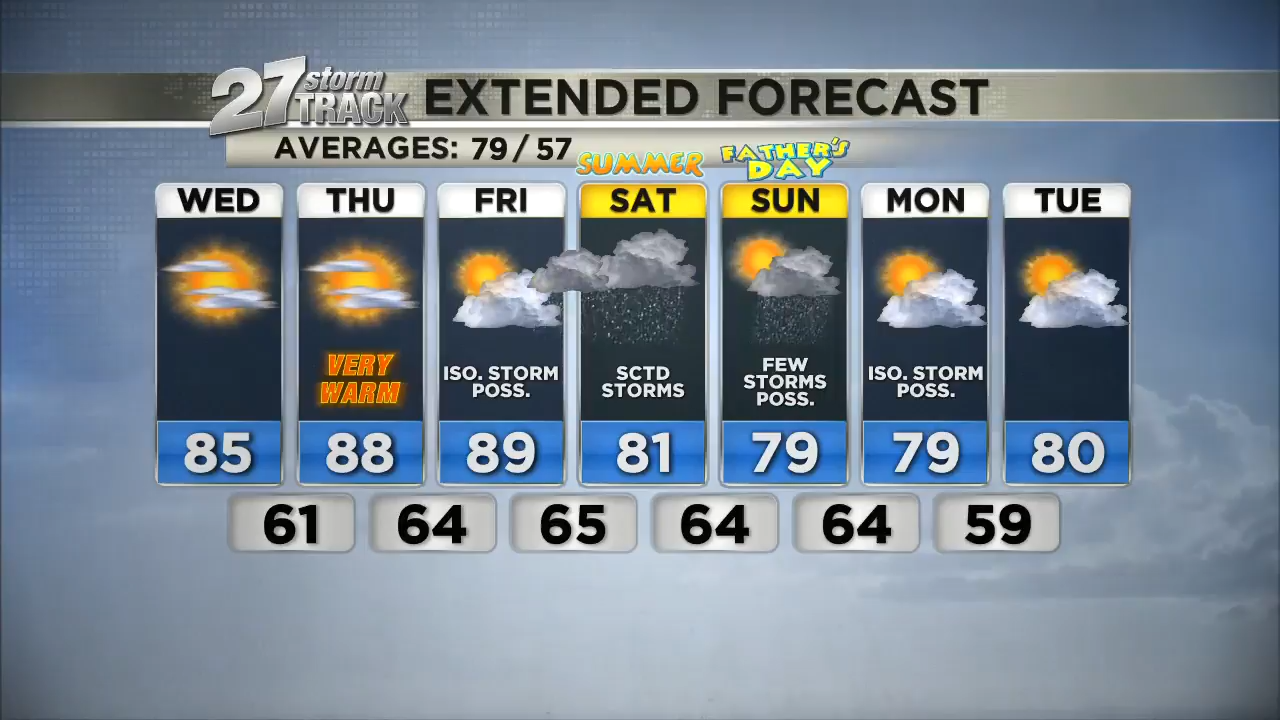 27 storm TRACK EXTENDED FORECAST
AVERAGES: 79 / 57
SUMMER FATHER'S DAY
WED THU FRI SAT SUN MON TUE
VERY WARM
ISO. STORM POSS.
SCTD STORMS
FEW STORMS POSS.
ISO. STORM POSS.
85 88 89 81 79 79 80
61 64 65 64 64 59